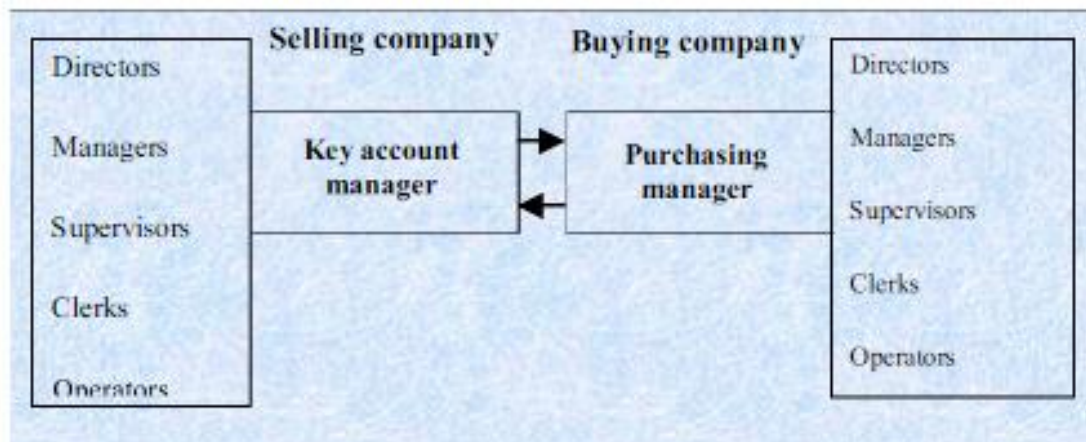 Selling company
Buying company
Directors
Managers
Supervisors
Clerks
Operators
Key account
manager
Purchasing
manager
Directors
Managers
Supervisors
Clerks
Operators